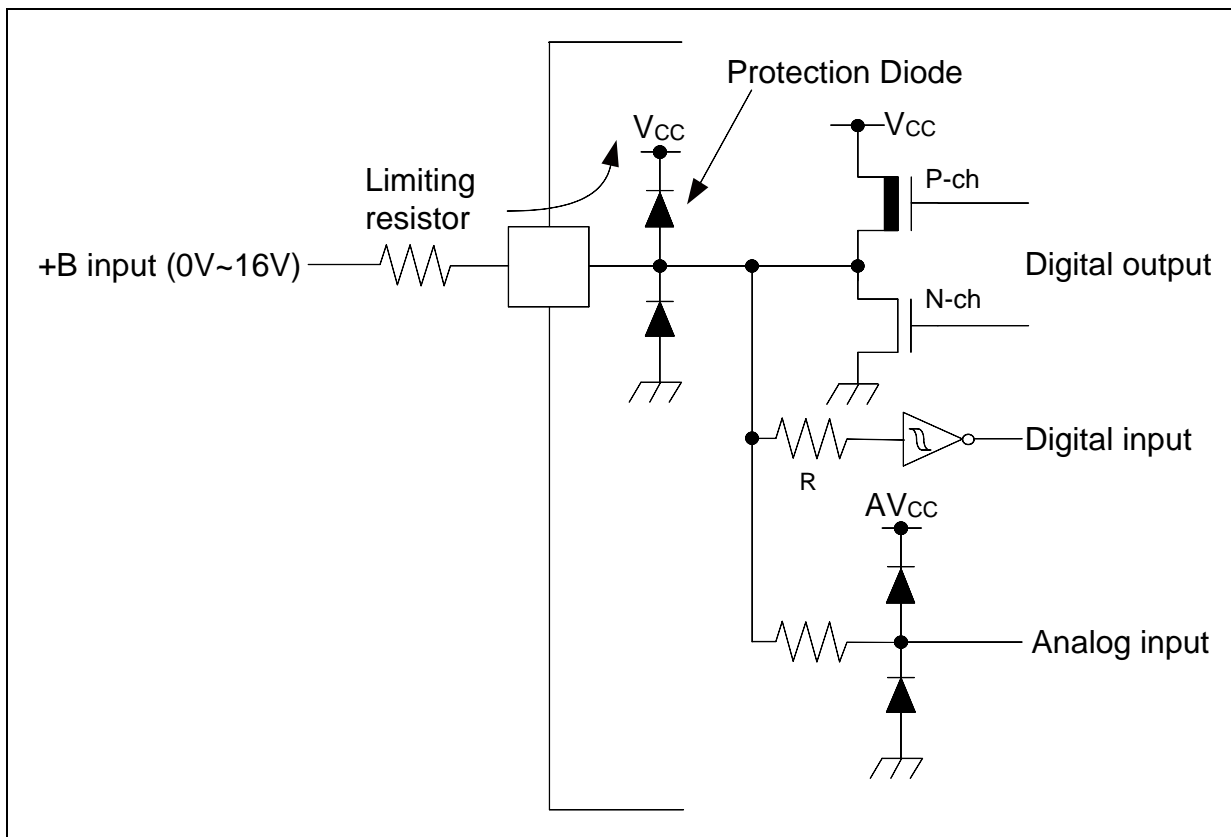 Protection Diode
VCC
VCC
Limiting
resistor
P-ch
+B input (0V~16V)
Digital output
N-ch
Digital input
R
AVCC
Analog input